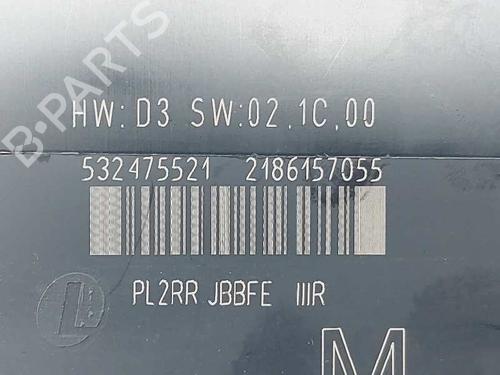 B-PARTS
HW: D3 SW:02.1C.00
532475521 2186157055
PL2RR JBBFE IIIR
M